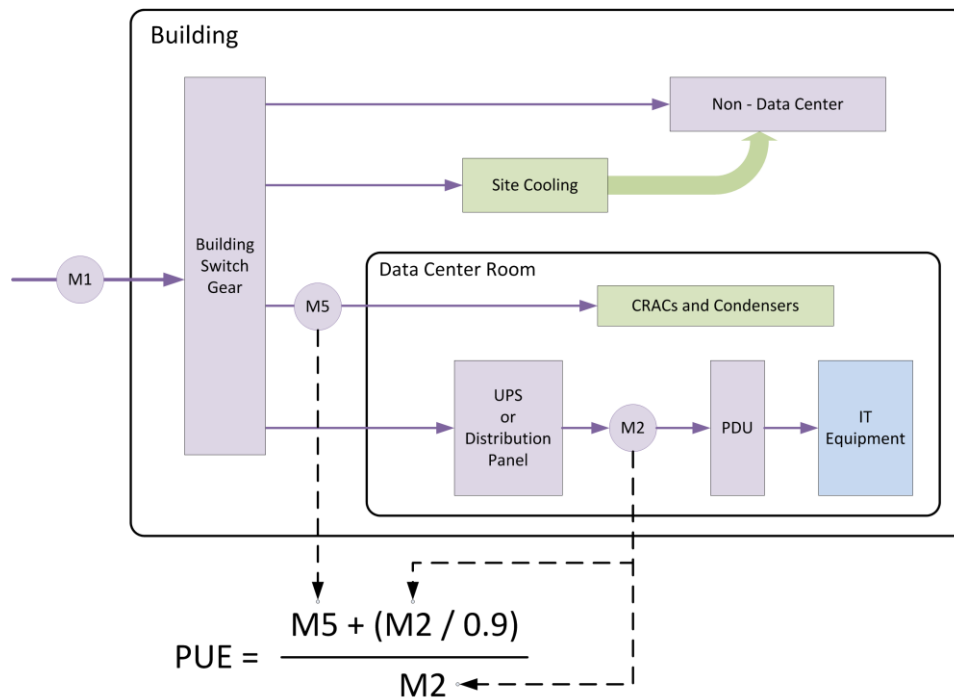 Building
Non - Data Center
Site Cooling
Building
Switch
Gear
M1
Data Center Room
M5
CRACs and Condensers
UPS
or
Distribution
Panel
M2
PDU
IT
Equipment
M5 + (M2 / 0.9)
PUE =
M2